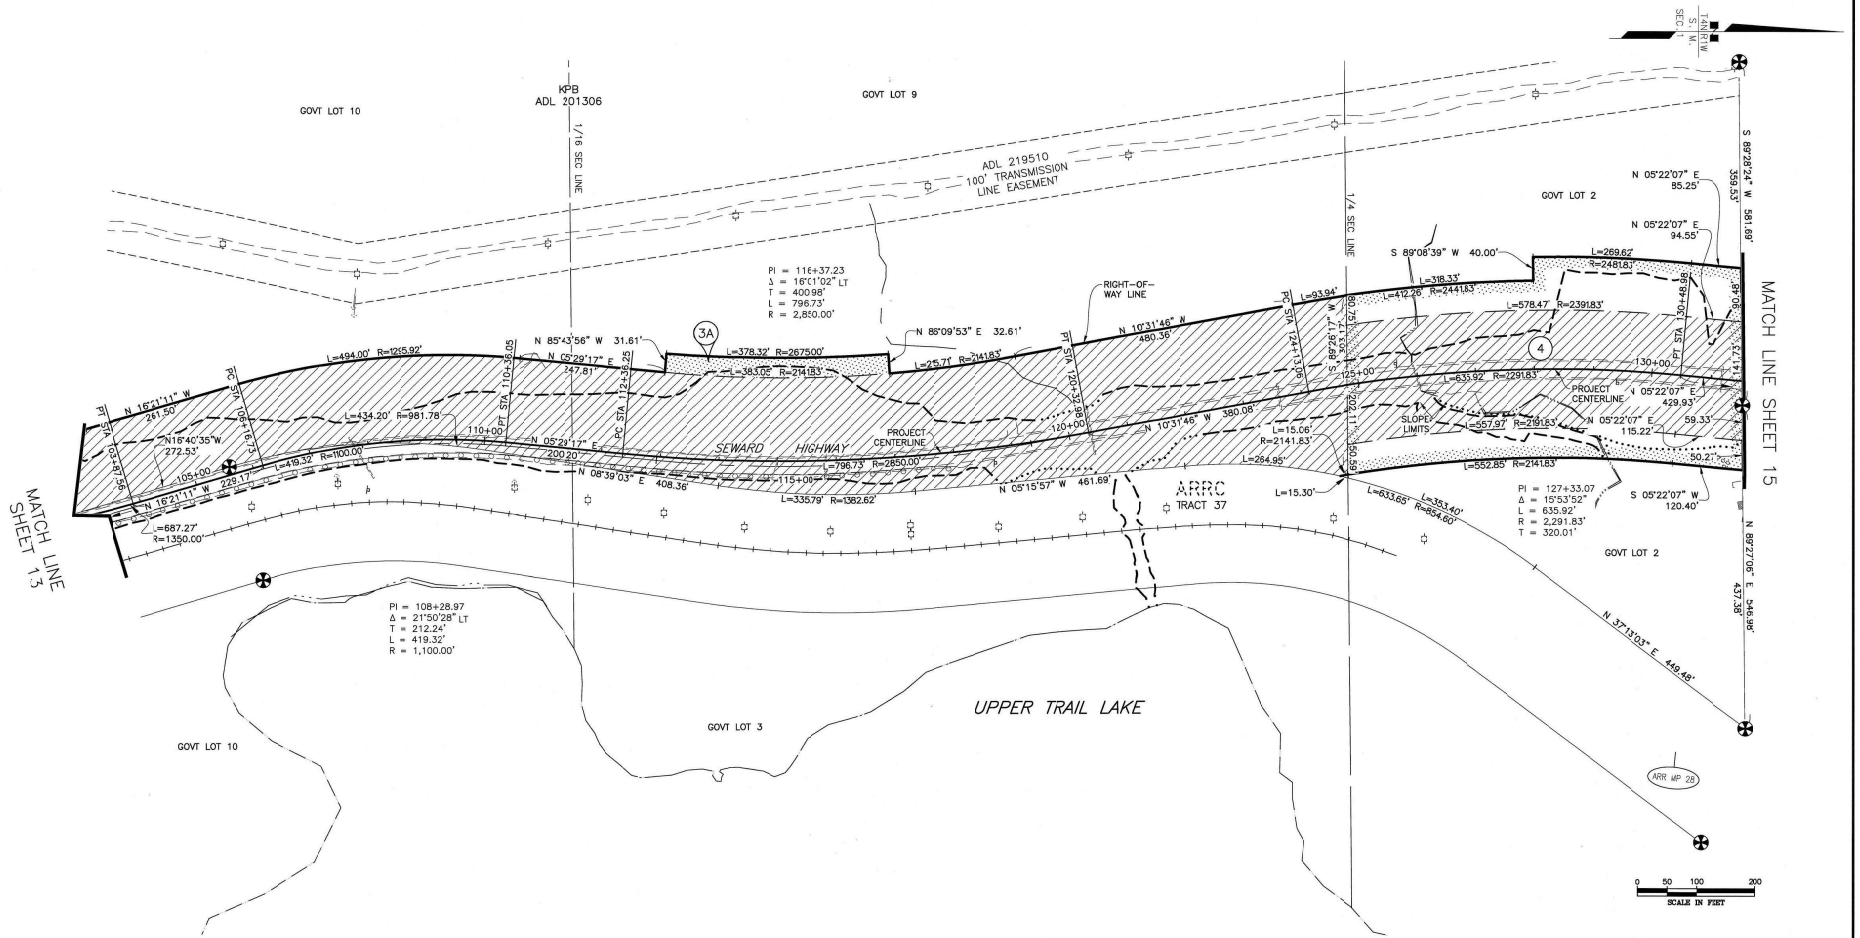 T4N R1W
S. M.
SEC. 1
GOVT LOT 10
KPB
ADL 201306
GOVT LOT 9
1/16 SEC LINE
ADL 219510
100' TRANSMISSION
LINE EASEMENT
1/4 SEC LINE
GOVT LOT 2
N 05°22'07" E
85.25'
N 05°22'07" E
94.55'
S 89°28'24" W 581.69'
359.53'
S 89°08'39" W 40.00'
L=269.62'
R=2481.83'
L=318.33'
L=412.26' R=2441.83'
L=578.47' R=2391.83'
L=93.94'
PI = 116+37.23
Δ = 16°01'02" LT
T = 400.98'
L = 796.73'
R = 2,850.00'
RIGHT-OF-
WAY LINE
3A
N 85°43'56" W 31.61'
N 86°09'53" E 32.61'
L=378.32' R=2675.00'
L=383.05' R=2141.83'
L=25.71' R=2141.83'
N 10°31'46" W
480.36'
L=494.00' R=1295.92'
N 05°29'17" E
247.81'
N 16°21'11" W
261.50'
PT STA 103+87.56
PC STA 106+16.73
PT STA 110+36.05
PC STA 112+36.25
PT STA 120+32.98
PC STA 124+13.06
PT STA 130+48.98
N16°40'35"W
272.53'
L=434.20' R=981.78'
105+00
110+00
115+00
120+00
125+00
130+00
N 16°21'11" W 229.17'
L=419.32' R=1100.00'
N 05°29'17" E
200.20'
SEWARD HIGHWAY
PROJECT
CENTERLINE
L=796.73' R=2850.00'
N 10°31'46" W 380.08'
L=635.92' R=2291.83'
4
PROJECT
CENTERLINE
N 05°22'07" E
429.93'
N 05°22'07" E
115.22'
59.33'
SLOPE
LIMITS
L=557.97' R=2191.83'
L=552.85' R=2141.83'
50.27'
S 05°22'07" W
120.40'
L=15.06'
R=2141.83'
L=264.95'
L=15.30'
80.75'
202.11'
50.59'
90.48'
N 08°39'03" E 408.36'
L=335.79' R=1382.62'
N 05°15'57" W 461.69'
ARRC
TRACT 37
L=687.27'
R=1350.00'
L=353.40'
L=633.65' R=854.60'
PI = 127+33.07
Δ = 15°53'52"
L = 635.92'
R = 2,291.83'
T = 320.01'
GOVT LOT 2
N 89°27'06" E 546.98'
437.38'
N 37°13'03" E 449.48'
MATCH LINE SHEET 15
MATCH LINE
SHEET 13
PI = 108+28.97
Δ = 21°50'28" LT
T = 212.24'
L = 419.32'
R = 1,100.00'
GOVT LOT 10
GOVT LOT 3
UPPER TRAIL LAKE
ARR MP 28
0 50 100 200
SCALE IN FEET